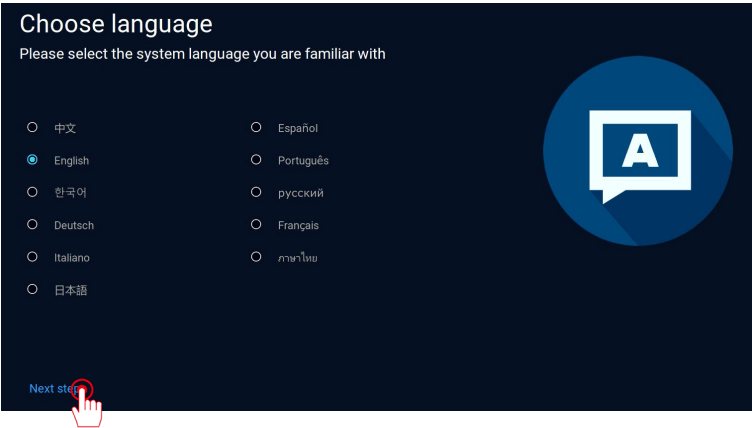 Choose language
Please select the system language you are familiar with
中文
English
한국어
Deutsch
Italiano
日本語
Español
Português
русский
Français
ภาษาไทย
A
Next step